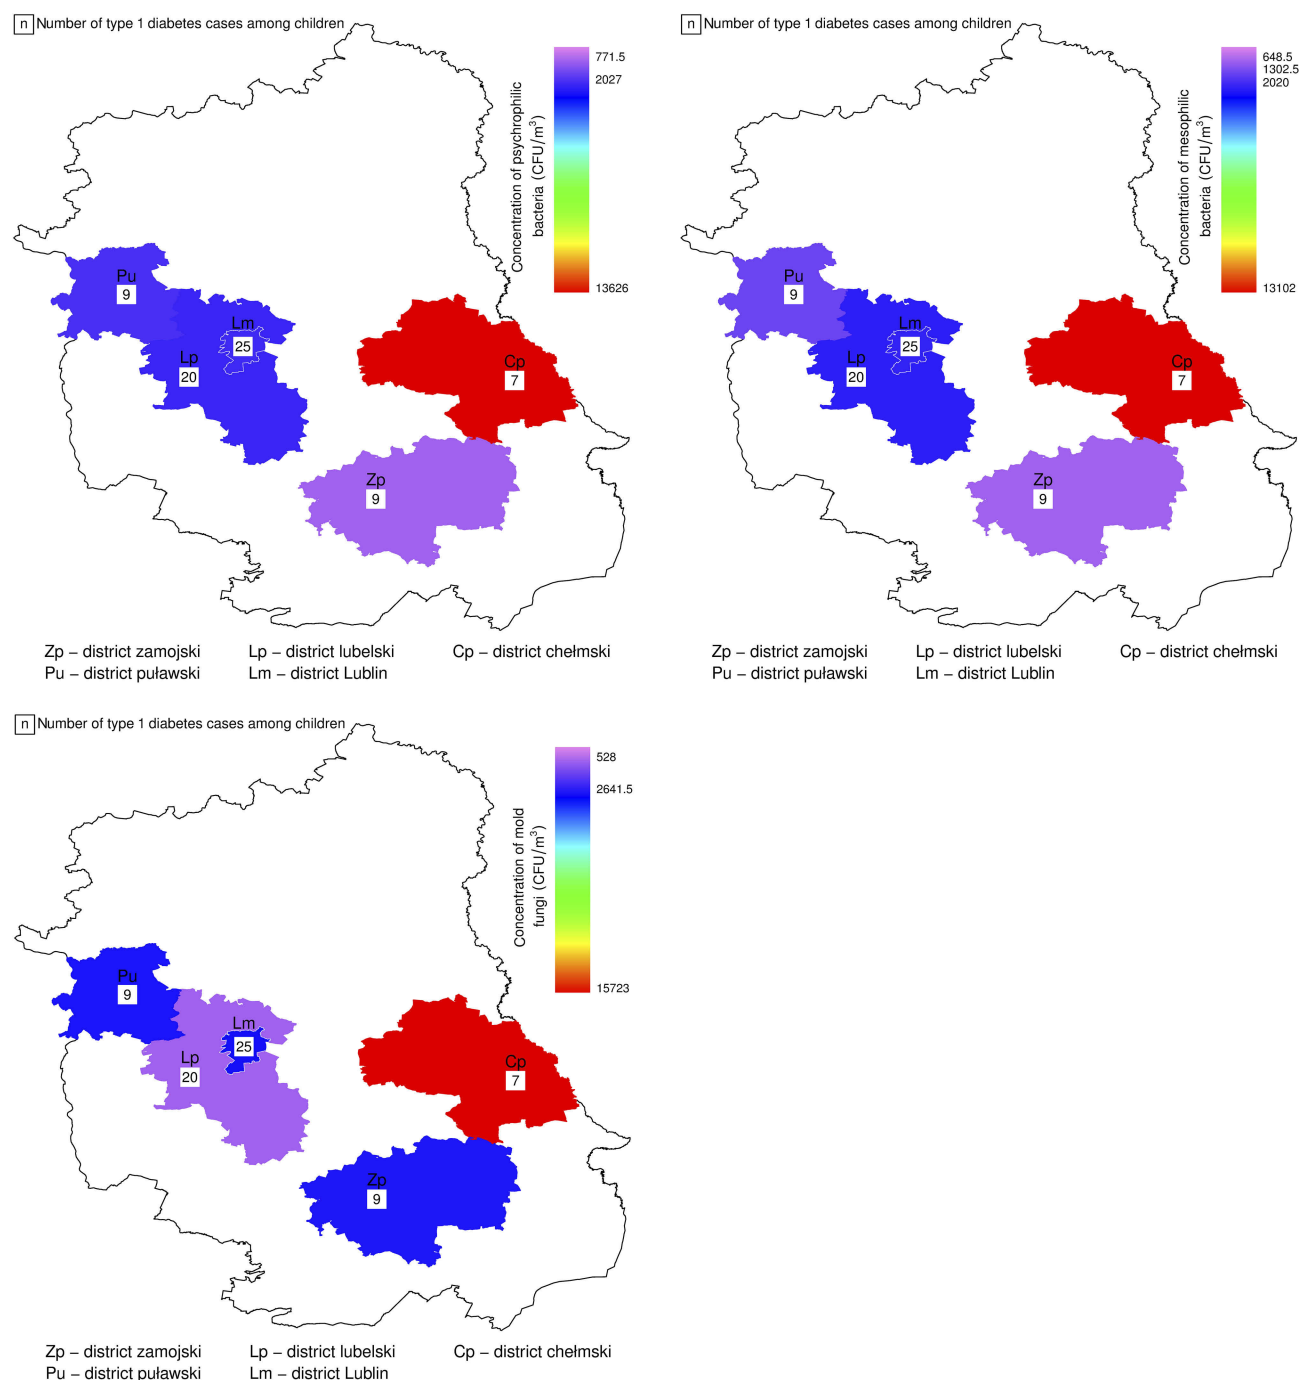 n Number of type 1 diabetes cases among children
Concentration of psychrophilic
bacteria (CFU/m³)
771.5
2027
13626
Pu
9
Lm
25
Lp
20
Cp
7
Zp
9
Zp – district zamojski Lp – district lubelski Cp – district chełmski
Pu – district puławski Lm – district Lublin
n Number of type 1 diabetes cases among children
Concentration of mesophilic
bacteria (CFU/m³)
648.5
1302.5
2020
13102
Pu
9
Lm
25
Lp
20
Cp
7
Zp
9
Zp – district zamojski Lp – district lubelski Cp – district chełmski
Pu – district puławski Lm – district Lublin
n Number of type 1 diabetes cases among children
Concentration of mold
fungi (CFU/m³)
528
2641.5
15723
Pu
9
Lm
25
Lp
20
Cp
7
Zp
9
Zp – district zamojski Lp – district lubelski Cp – district chełmski
Pu – district puławski Lm – district Lublin